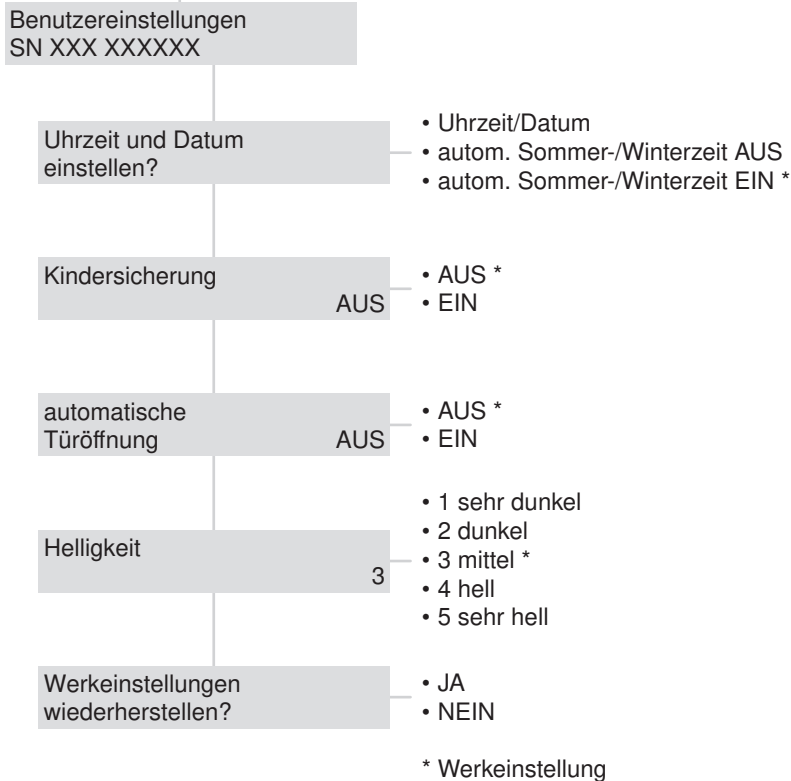 Benutzereinstellungen
SN XXX XXXXXX
Uhrzeit und Datum
einstellen?
• Uhrzeit/Datum
• autom. Sommer-/Winterzeit AUS
• autom. Sommer-/Winterzeit EIN *
Kindersicherung
AUS
• AUS *
• EIN
automatische
Türöffnung AUS
• AUS *
• EIN
Helligkeit
3
• 1 sehr dunkel
• 2 dunkel
• 3 mittel *
• 4 hell
• 5 sehr hell
Werkeinstellungen
wiederherstellen?
• JA
• NEIN
* Werkeinstellung